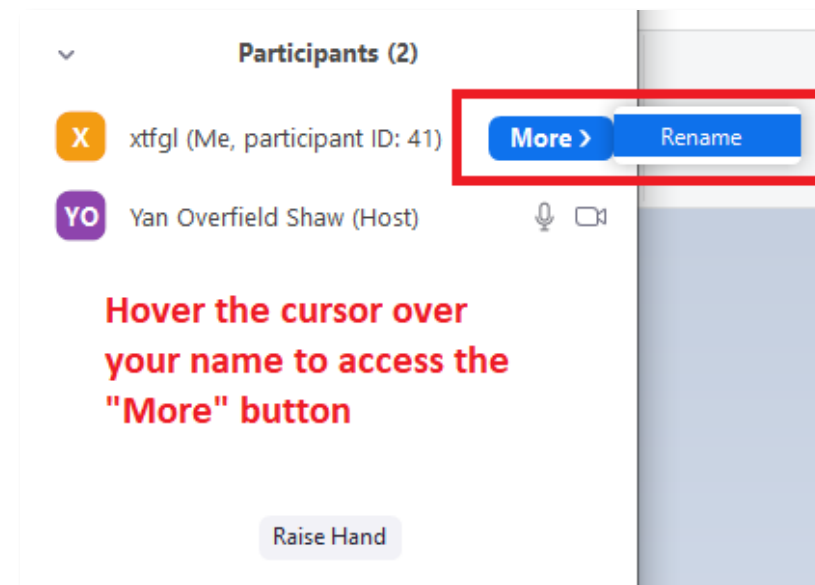 Participants (2)
X xtfgl (Me, participant ID: 41) More > Rename
YO Yan Overfield Shaw (Host)
Hover the cursor over
your name to access the
"More" button
Raise Hand